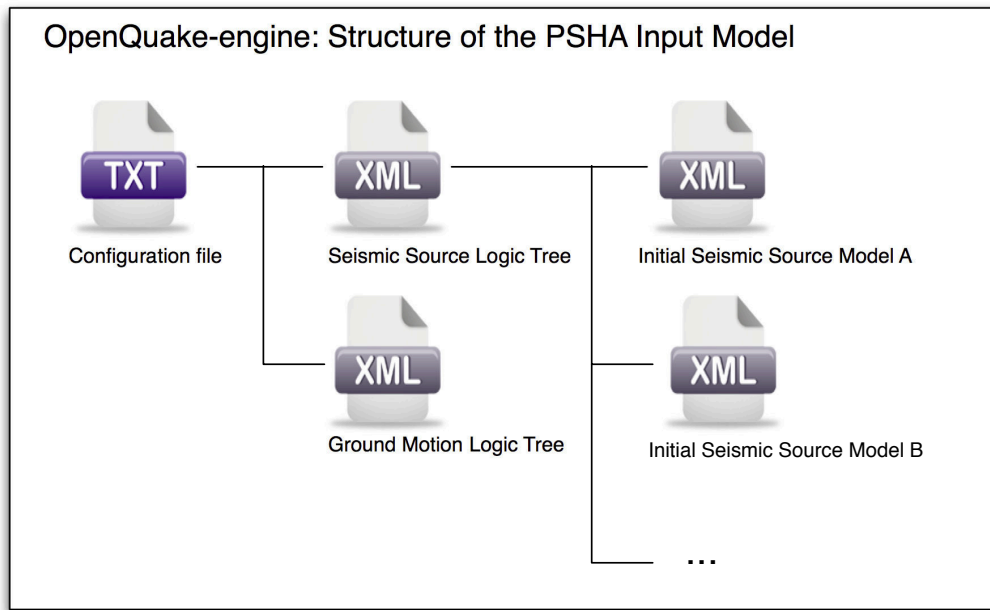 OpenQuake-engine: Structure of the PSHA Input Model
TXT
XML
XML
Configuration file
Seismic Source Logic Tree
Initial Seismic Source Model A
XML
XML
Ground Motion Logic Tree
Initial Seismic Source Model B
...